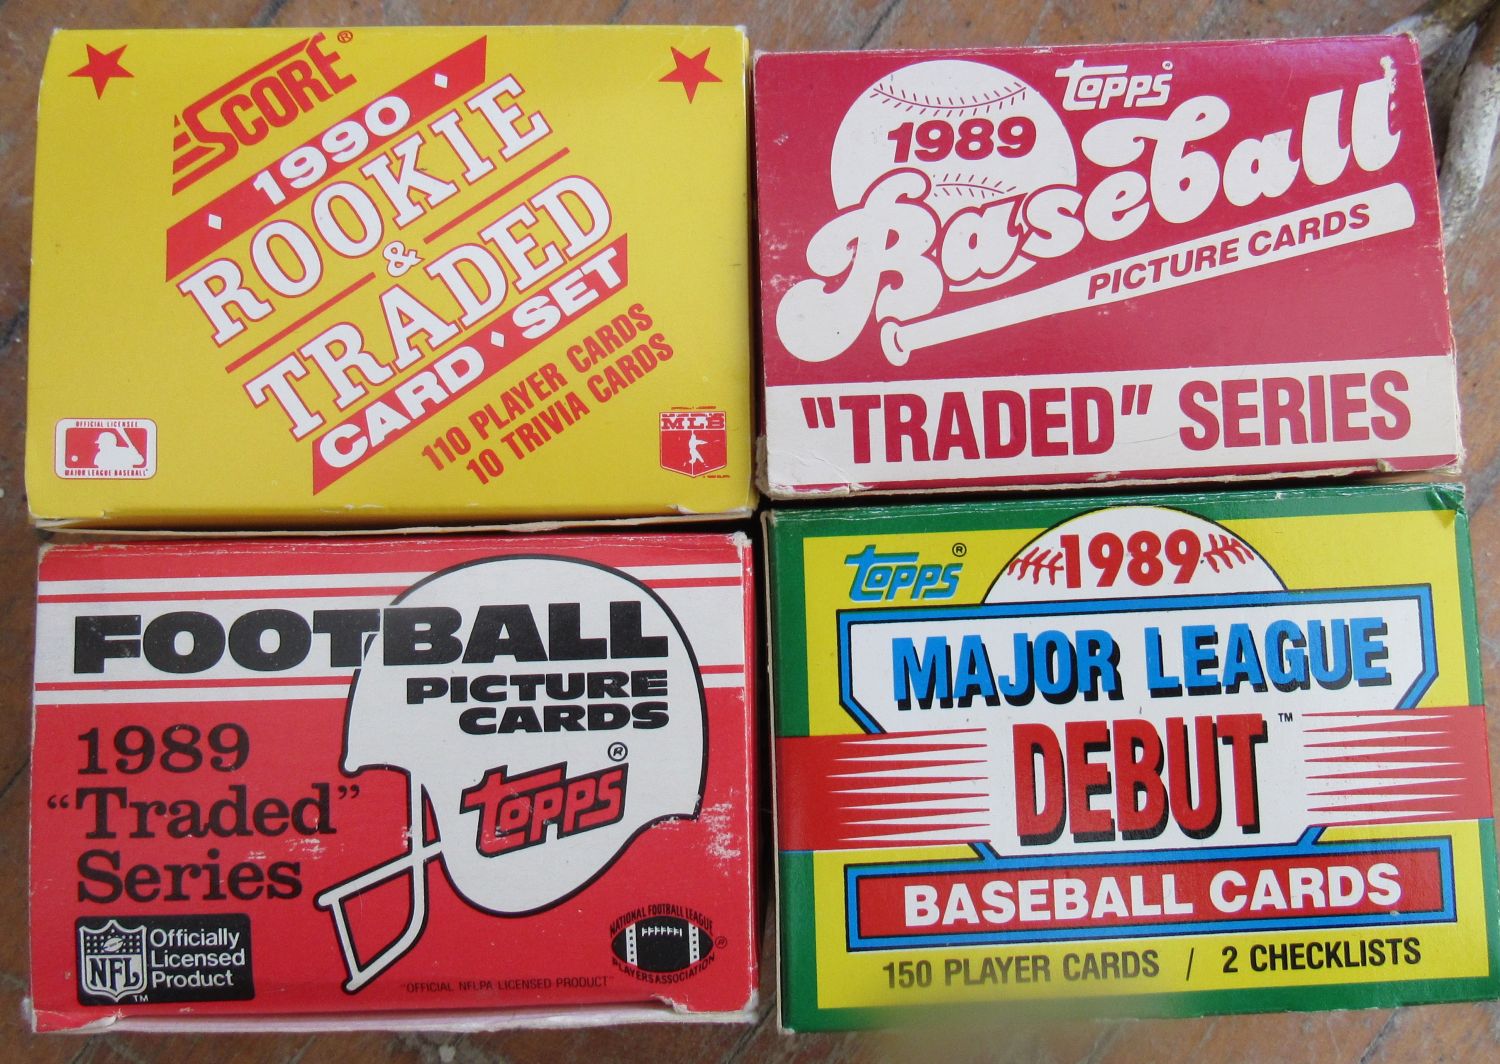 SCORE®
1990
ROOKIE
&
TRADED
CARD • SET
110 PLAYER CARDS
10 TRIVIA CARDS
OFFICIAL LICENSEE
MAJOR LEAGUE BASEBALL
MLB
topps®
1989
Baseball
PICTURE CARDS
"TRADED" SERIES
FOOTBALL
PICTURE
CARDS
1989
"Traded"
Series
topps®
NFL
TM
Officially
Licensed
Product
NATIONAL FOOTBALL LEAGUE
PLAYERS ASSOCIATION
®
"OFFICIAL NFLPA LICENSED PRODUCT"
topps®
1989
MAJOR LEAGUE
DEBUT™
BASEBALL CARDS
150 PLAYER CARDS / 2 CHECKLISTS